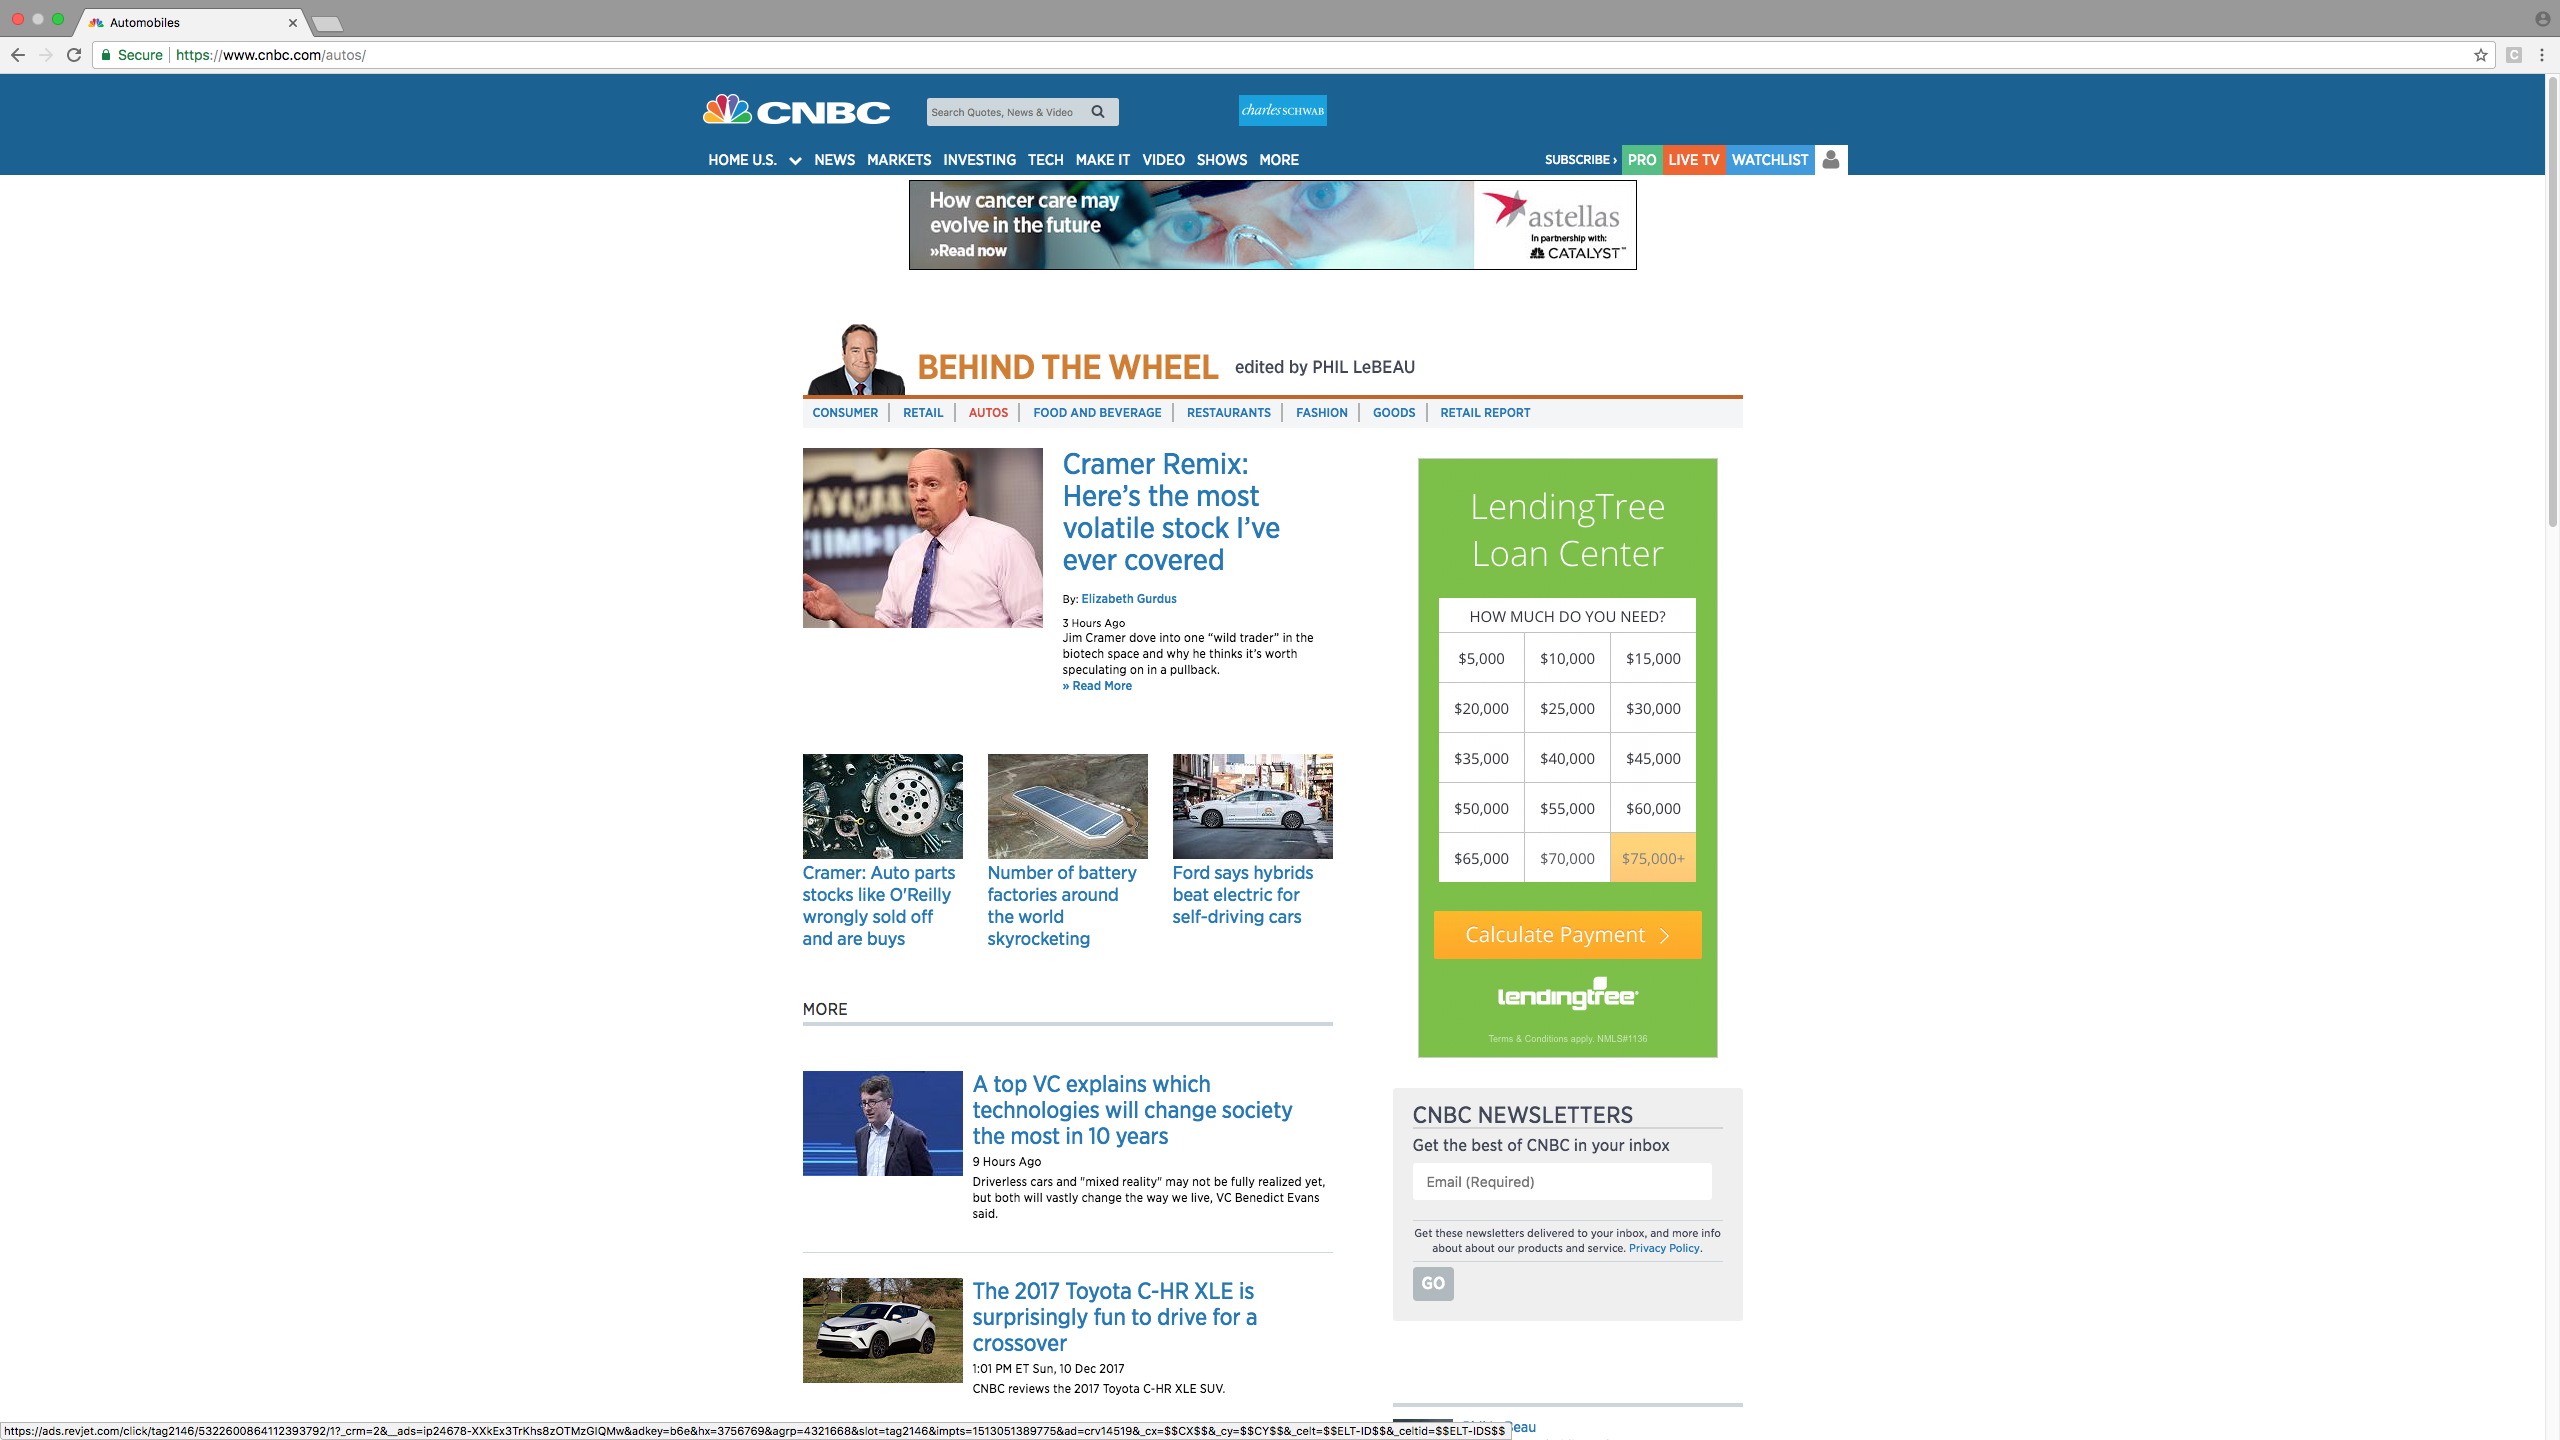 Automobiles
Secure https://www.cnbc.com/autos/
CNBC
Search Quotes, News & Video
charles SCHWAB
HOME U.S. NEWS MARKETS INVESTING TECH MAKE IT VIDEO SHOWS MORE
SUBSCRIBE › PRO LIVE TV WATCHLIST
How cancer care may
evolve in the future
»Read now
astellas
In partnership with:
CATALYST™
BEHIND THE WHEEL edited by PHIL LeBEAU
CONSUMER RETAIL AUTOS FOOD AND BEVERAGE RESTAURANTS FASHION GOODS RETAIL REPORT
Cramer Remix:
Here’s the most
volatile stock I’ve
ever covered
By: Elizabeth Gurdus
3 Hours Ago
Jim Cramer dove into one “wild trader” in the
biotech space and why he thinks it's worth
speculating on in a pullback.
» Read More
Cramer: Auto parts
stocks like O'Reilly
wrongly sold off
and are buys
Number of battery
factories around
the world
skyrocketing
Ford says hybrids
beat electric for
self-driving cars
MORE
A top VC explains which
technologies will change society
the most in 10 years
9 Hours Ago
Driverless cars and "mixed reality" may not be fully realized yet,
but both will vastly change the way we live, VC Benedict Evans
said.
The 2017 Toyota C-HR XLE is
surprisingly fun to drive for a
crossover
1:01 PM ET Sun, 10 Dec 2017
CNBC reviews the 2017 Toyota C-HR XLE SUV.
LendingTree
Loan Center
HOW MUCH DO YOU NEED?
$5,000 $10,000 $15,000
$20,000 $25,000 $30,000
$35,000 $40,000 $45,000
$50,000 $55,000 $60,000
$65,000 $70,000 $75,000+
Calculate Payment
lendingtree
Terms & Conditions apply. NMLS#1136
CNBC NEWSLETTERS
Get the best of CNBC in your inbox
Email (Required)
Get these newsletters delivered to your inbox, and more info
about about our products and service. Privacy Policy.
GO
Beau
https://ads.revjet.com/click/tag2146/5322600864112393792/1?_crm=2&__ads=ip24678-XXkEx3TrKhs8zOTMzGlQMw&adkey=b6e&hx=3756769&agrp=4321668&slot=tag2146&impts=1513051389775&ad=crv14519&_cx=$$CX$$&_cy=$$CY$$&_celt=$$ELT-ID$$&_celtid=$$ELT-IDS$$